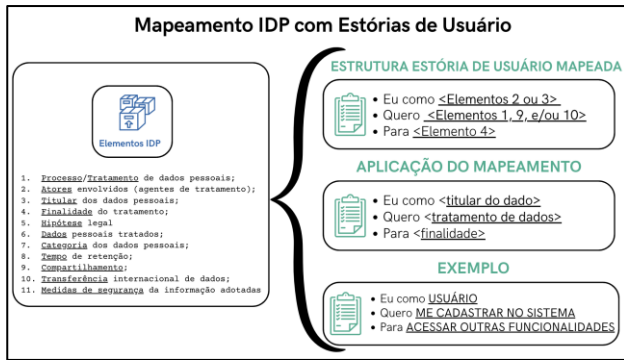 Mapeamento IDP com Estórias de Usuário
Elementos IDP
1. Processo/Tratamento de dados pessoais;
2. Atores envolvidos (agentes de tratamento);
3. Titular dos dados pessoais;
4. Finalidade do tratamento;
5. Hipótese legal
6. Dados pessoais tratados;
7. Categoria dos dados pessoais;
8. Tempo de retenção;
9. Compartilhamento;
10. Transferência internacional de dados;
11. Medidas de segurança da informação adotadas
ESTRUTURA ESTÓRIA DE USUÁRIO MAPEADA
• Eu como <Elementos 2 ou 3>
• Quero <Elementos 1, 9, e/ou 10>
• Para <Elemento 4>
APLICAÇÃO DO MAPEAMENTO
• Eu como <titular do dado>
• Quero <tratamento de dados>
• Para <finalidade>
EXEMPLO
• Eu como USUÁRIO
• Quero ME CADASTRAR NO SISTEMA
• Para ACESSAR OUTRAS FUNCIONALIDADES